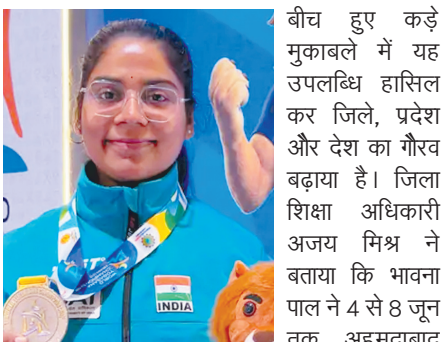 बीच हुए कड़े
मुकाबले में यह
उपलब्धि हासिल
कर जिले, प्रदेश
और देश का गौरव
बढ़ाया है। जिला
शिक्षा अधिकारी
अजय मिश्र ने
बताया कि भावना
पाल ने 4 से 8 जून
तक अहमदाबाद
INDIA